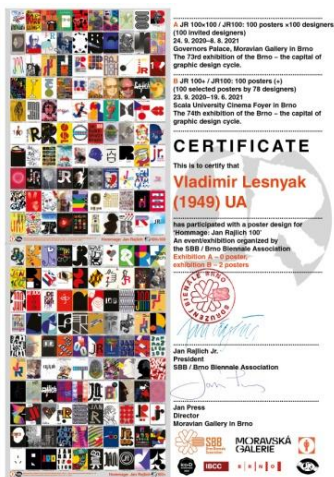 A JR 100×100 / JR100: 100 posters ×100 designers
(100 invited designers)
24. 9. 2020–8. 8. 2021
Governors Palace, Moravian Gallery in Brno
The 73rd exhibition of the Brno – the capital of
graphic design cycle.
B JR 100+ / JR100: 100 posters (+)
(100 selected posters by 78 designers)
23. 9. 2020–19. 6. 2021
Scala University Cinema Foyer in Brno
The 74th exhibition of the Brno – the capital of
graphic design cycle.
CERTIFICATE
This is to certify that
Vladimir Lesnyak
(1949) UA
has participated with a poster design for
'Hommage: Jan Rajlich 100'
An event/exhibition organized by
the SBB / Brno Biennale Association
Exhibition A – 0 poster,
exhibition B – 2 posters
SDRUŽENÍ BIENALE BRNO
Jan Rajlich Jr.
President
SBB / Brno Biennale Association
Jan Press
Director
Moravian Gallery in Brno
SBB
MORAVSKÁ
GALERIE
IBCC
BRNO